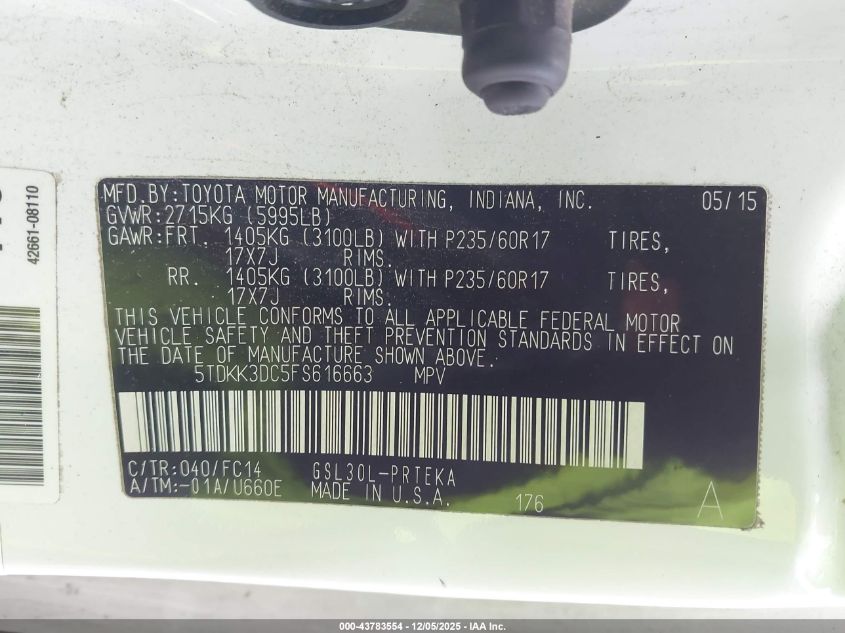 MFD.BY:TOYOTA MOTOR MANUFACTURING, INDIANA, INC. 05/15
GVWR:2715KG (5995LB)
GAWR:FRT. 1405KG (3100LB) WITH P235/60R17 TIRES,
17X7J RIMS.
RR. 1405KG (3100LB) WITH P235/60R17 TIRES,
17X7J RIMS.
THIS VEHICLE CONFORMS TO ALL APPLICABLE FEDERAL MOTOR
VEHICLE SAFETY AND THEFT PREVENTION STANDARDS IN EFFECT ON
THE DATE OF MANUFACTURE SHOWN ABOVE.
5TDKK3DC5FS616663 MPV
C/TR:040/FC14 GSL30L-PRTEKA
A/TM:-01A/U660E MADE IN U.S.A. 176 A
42661-08110
000-43783554 - 12/05/2025 - IAA Inc.